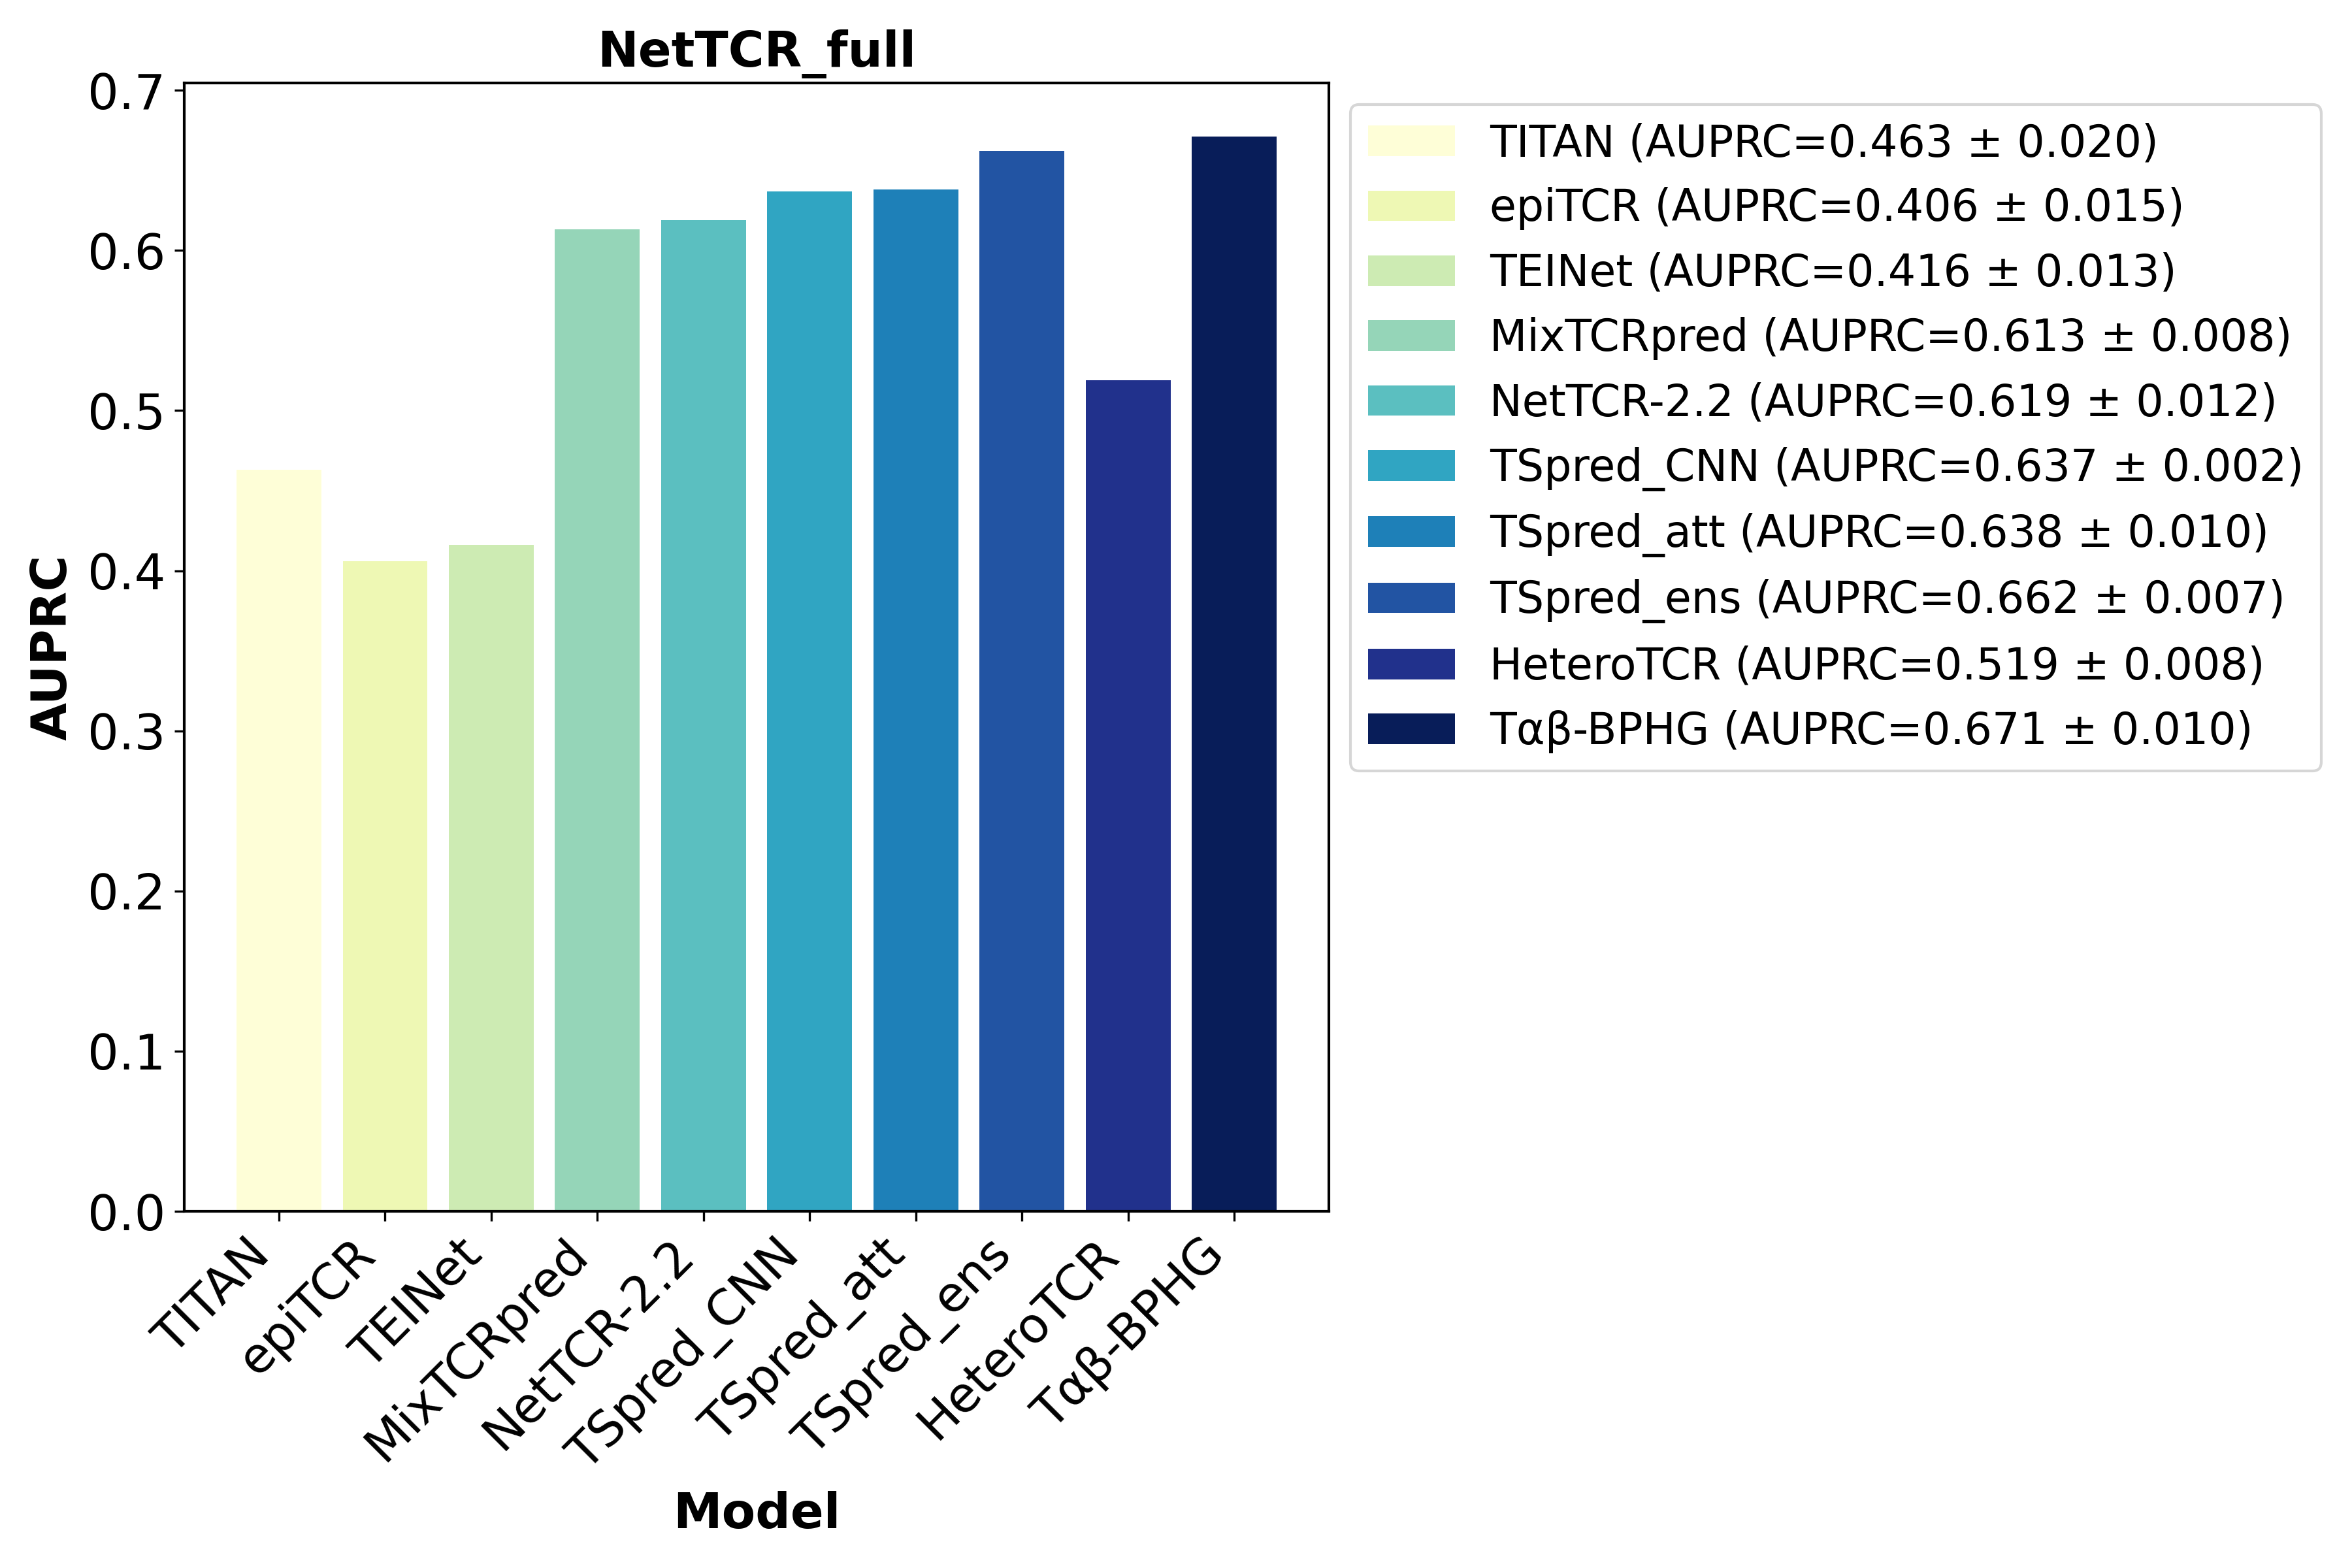 NetTCR_full
AUPRC
0.7
0.6
0.5
0.4
0.3
0.2
0.1
0.0
TITAN
epiTCR
TEINet
MixTCRpred
NetTCR-2.2
TSpred_CNN
TSpred_att
TSpred_ens
HeteroTCR
Tαβ-BPHG
Model
TITAN (AUPRC=0.463 ± 0.020)
epiTCR (AUPRC=0.406 ± 0.015)
TEINet (AUPRC=0.416 ± 0.013)
MixTCRpred (AUPRC=0.613 ± 0.008)
NetTCR-2.2 (AUPRC=0.619 ± 0.012)
TSpred_CNN (AUPRC=0.637 ± 0.002)
TSpred_att (AUPRC=0.638 ± 0.010)
TSpred_ens (AUPRC=0.662 ± 0.007)
HeteroTCR (AUPRC=0.519 ± 0.008)
Tαβ-BPHG (AUPRC=0.671 ± 0.010)